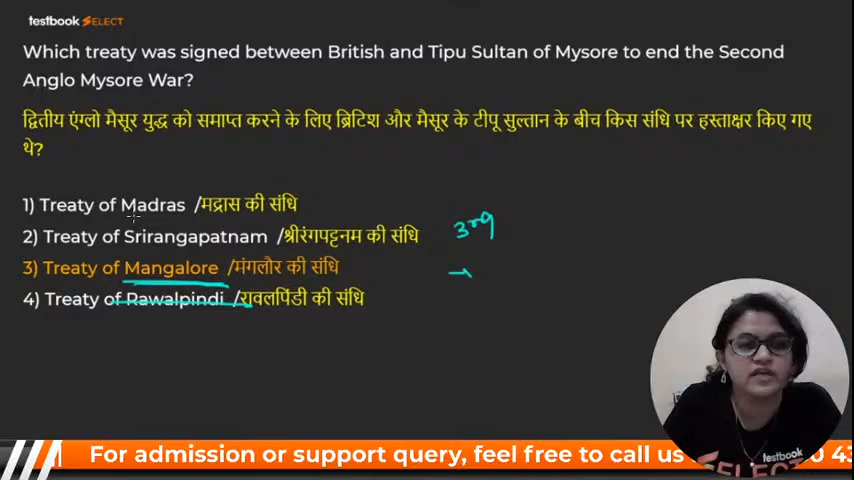 testbook SELECT
Which treaty was signed between British and Tipu Sultan of Mysore to end the Second
Anglo Mysore War?
द्वितीय एंग्लो मैसूर युद्ध को समाप्त करने के लिए ब्रिटिश और मैसूर के टीपू सुल्तान के बीच किस संधि पर हस्ताक्षर किए गए
थे?
1) Treaty of Madras /मद्रास की संधि
2) Treaty of Srirangapatnam /श्रीरंगपट्टनम की संधि
3rd
3) Treaty of Mangalore /मंगलौर की संधि
4) Treaty of Rawalpindi /रावलपिंडी की संधि
testbook
SELECT
For admission or support query, feel free to call us